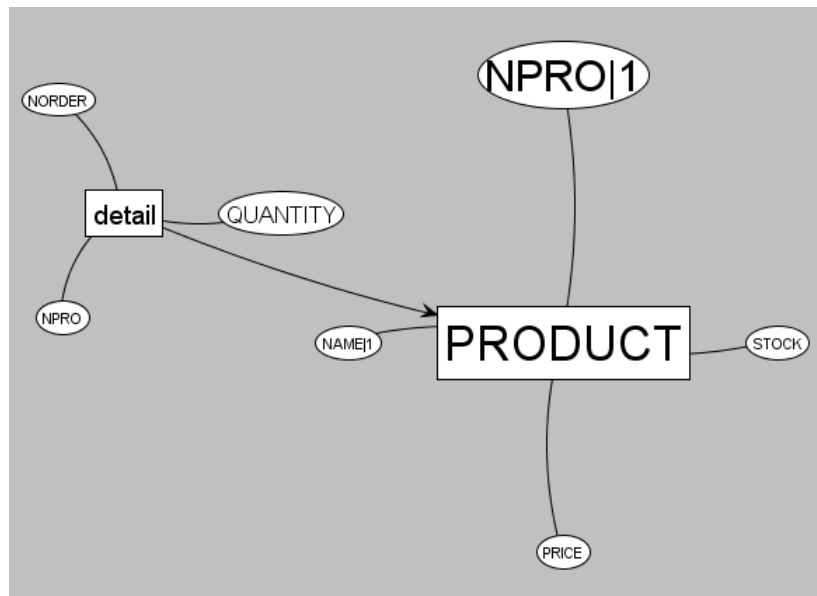 NPRO|1
NORDER
detail
QUANTITY
NPRO
NAME|1
PRODUCT
STOCK
PRICE